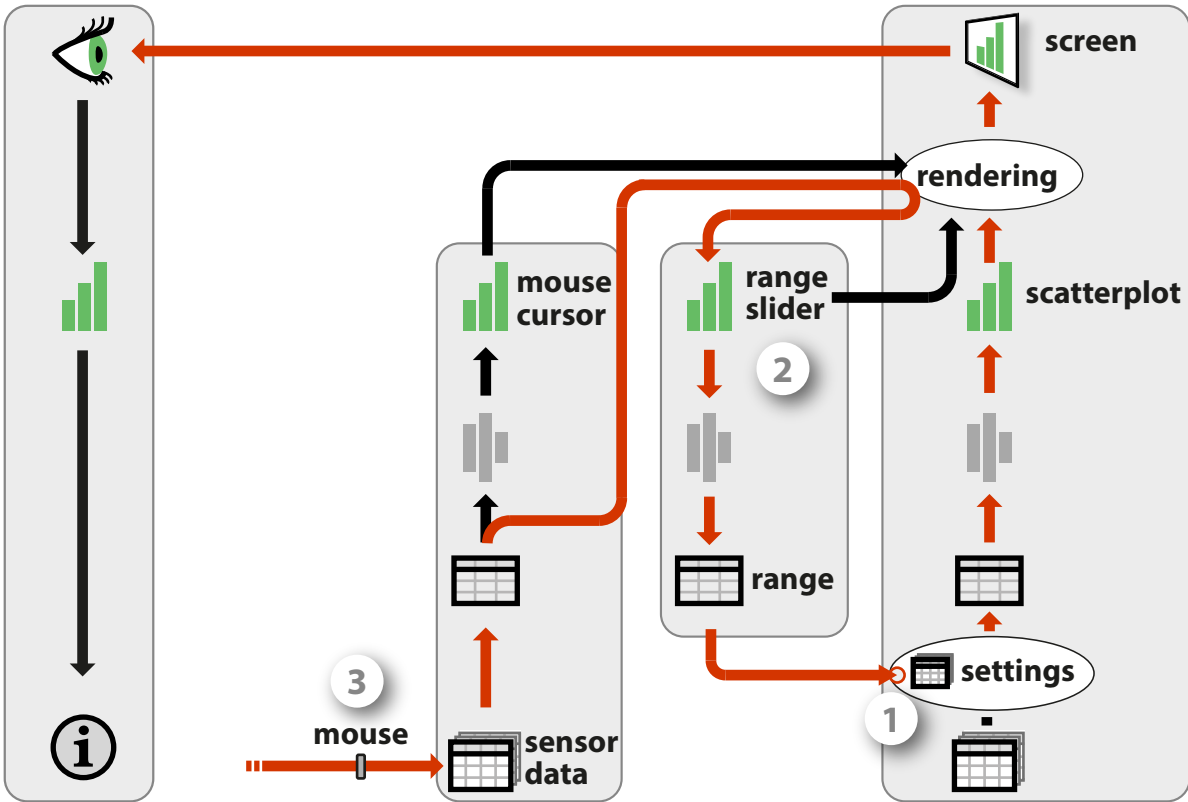 screen
rendering
mouse
cursor
range
slider
scatterplot
2
range
3
mouse
sensor
data
settings
1
i